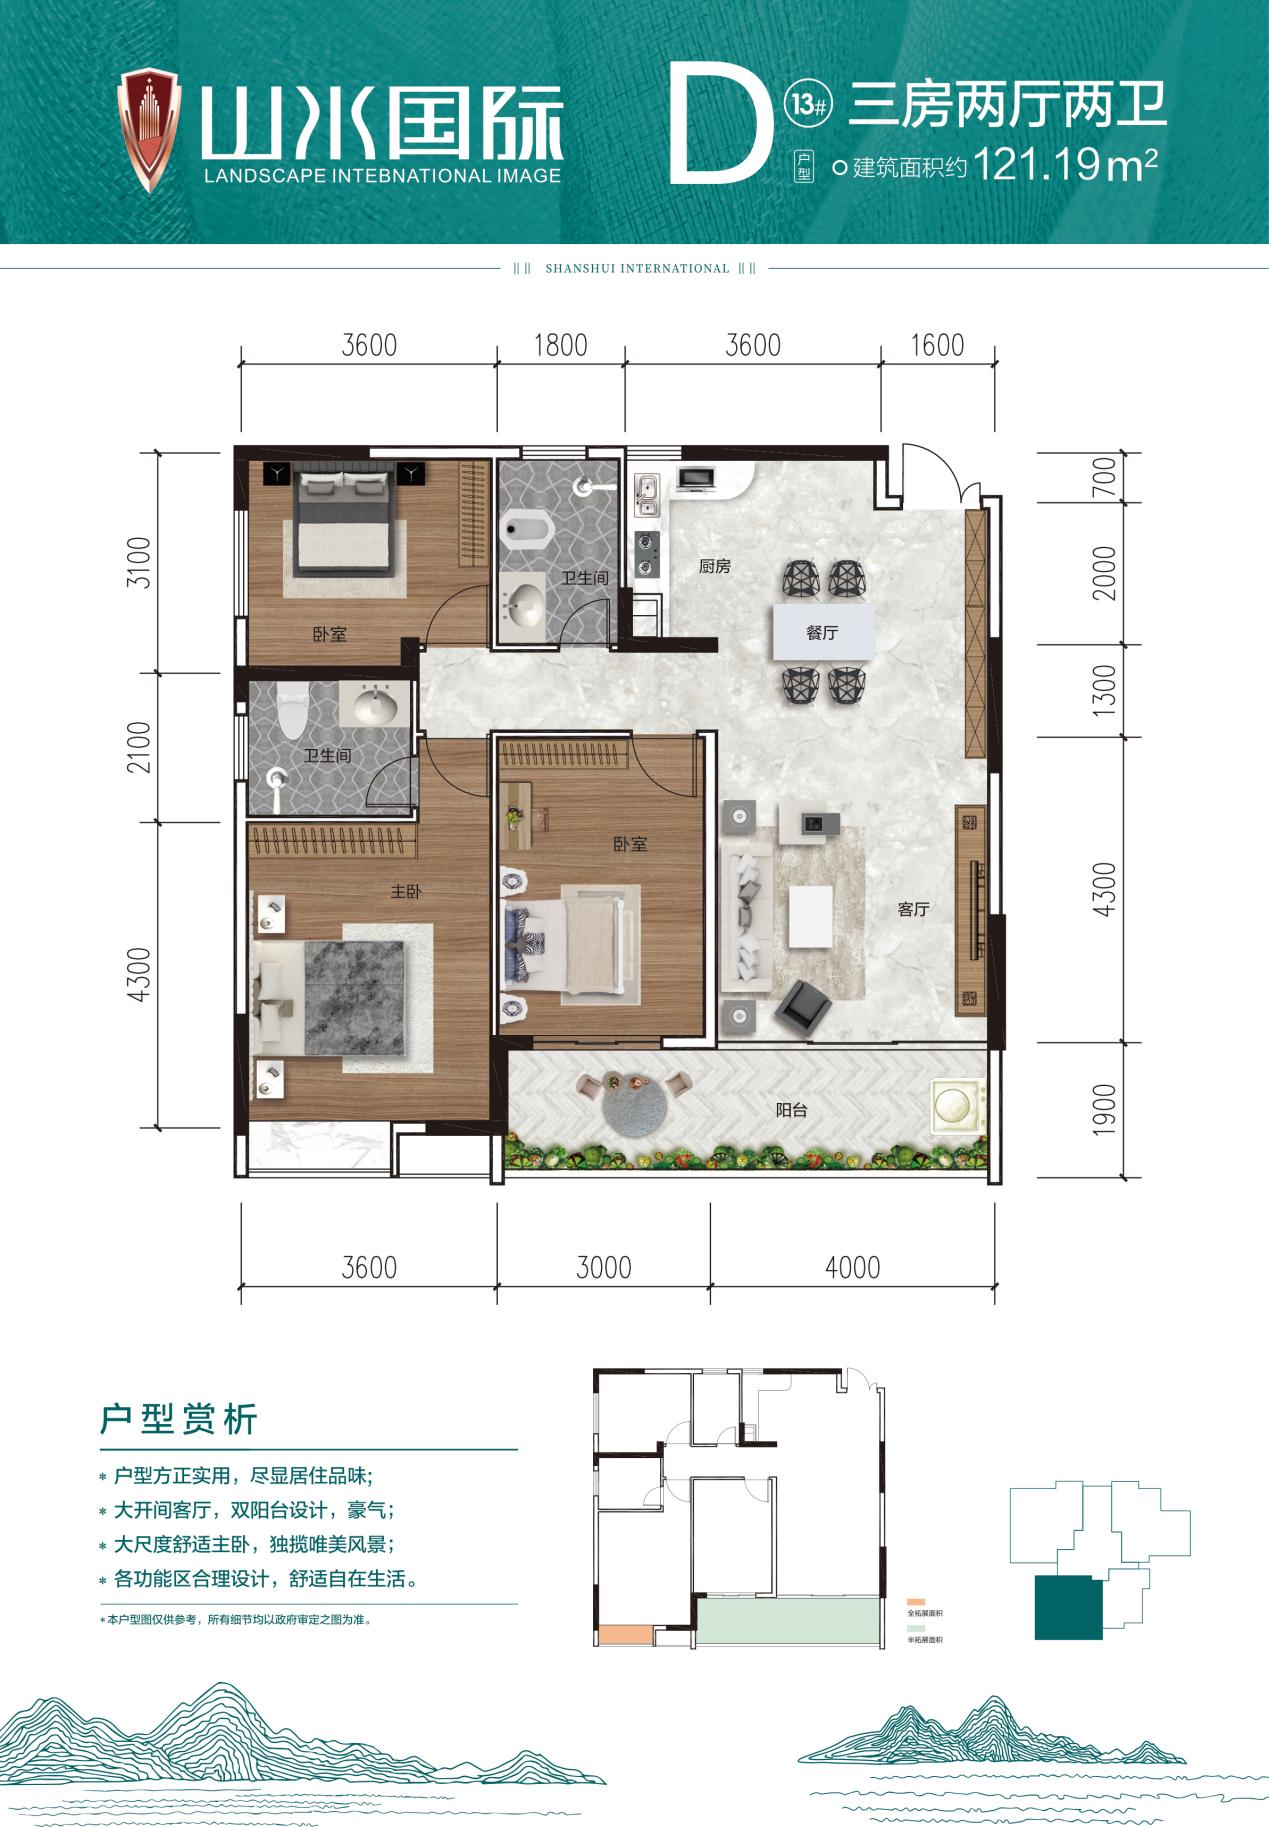 山水国际
LANDSCAPE INTEBNATIONAL IMAGE
D
户型
13#
三房两厅两卫
建筑面积约121.19m²
SHANSHUI INTERNATIONAL
3600 1800 3600 1600
3100
2100
4300
700
2000
1300
4300
1900
卧室
卫生间
厨房
餐厅
卫生间
主卧
卧室
客厅
阳台
3600 3000 4000
户型赏析
* 户型方正实用，尽显居住品味;
* 大开间客厅，双阳台设计，豪气;
* 大尺度舒适主卧，独揽唯美风景;
* 各功能区合理设计，舒适自在生活。
*本户型图仅供参考，所有细节均以政府审定之图为准。
全拓展面积
半拓展面积